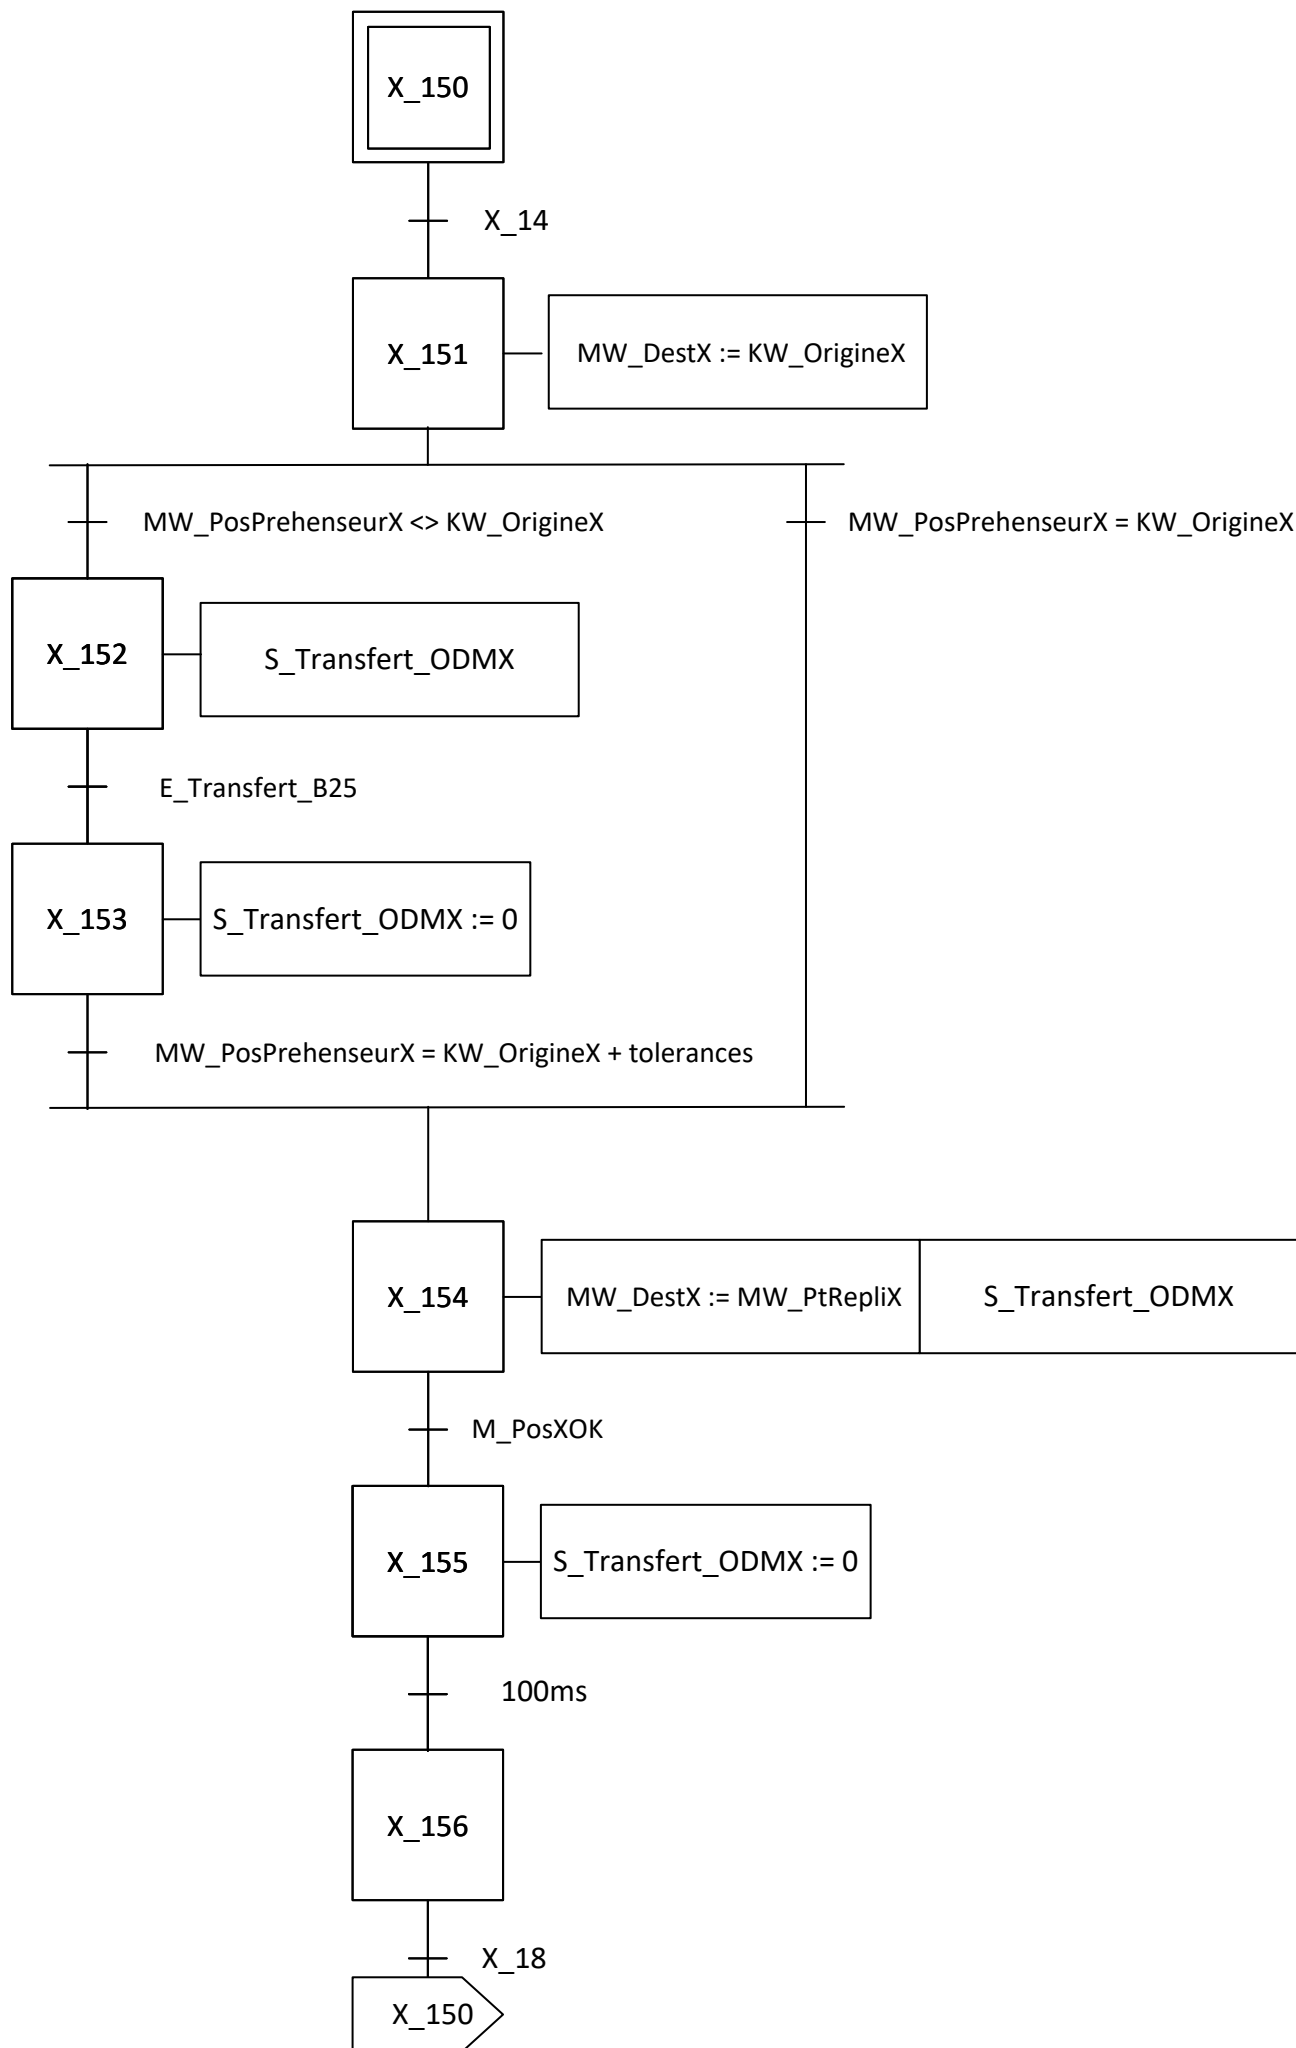 X_150
X_14
X_151
MW_DestX := KW_OrigineX
MW_PosPrehenseurX <> KW_OrigineX
MW_PosPrehenseurX = KW_OrigineX
X_152
S_Transfert_ODMX
E_Transfert_B25
X_153
S_Transfert_ODMX := 0
MW_PosPrehenseurX = KW_OrigineX + tolerances
X_154
MW_DestX := MW_PtRepliX
S_Transfert_ODMX
M_PosXOK
X_155
S_Transfert_ODMX := 0
100ms
X_156
X_18
X_150